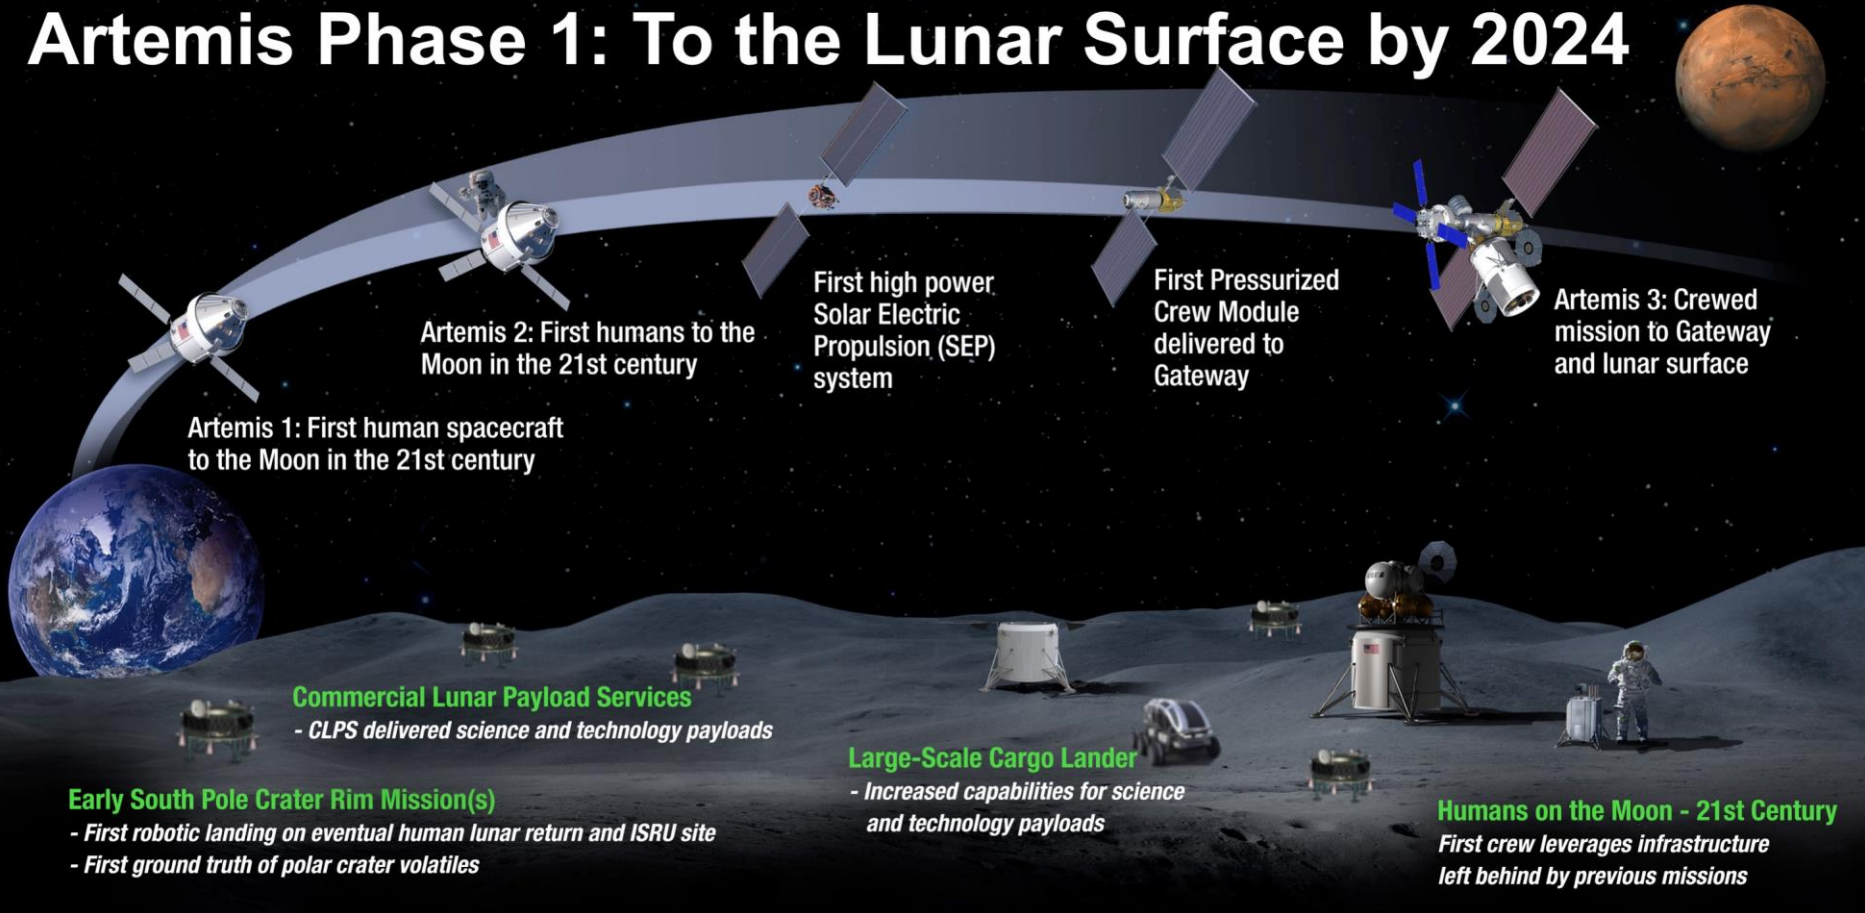 Artemis Phase 1: To the Lunar Surface by 2024
Artemis 1: First human spacecraft
to the Moon in the 21st century
Artemis 2: First humans to the
Moon in the 21st century
First high power
Solar Electric
Propulsion (SEP)
system
First Pressurized
Crew Module
delivered to
Gateway
Artemis 3: Crewed
mission to Gateway
and lunar surface
Commercial Lunar Payload Services
- CLPS delivered science and technology payloads
Early South Pole Crater Rim Mission(s)
- First robotic landing on eventual human lunar return and ISRU site
- First ground truth of polar crater volatiles
Large-Scale Cargo Lander
- Increased capabilities for science
and technology payloads
Humans on the Moon - 21st Century
First crew leverages infrastructure
left behind by previous missions